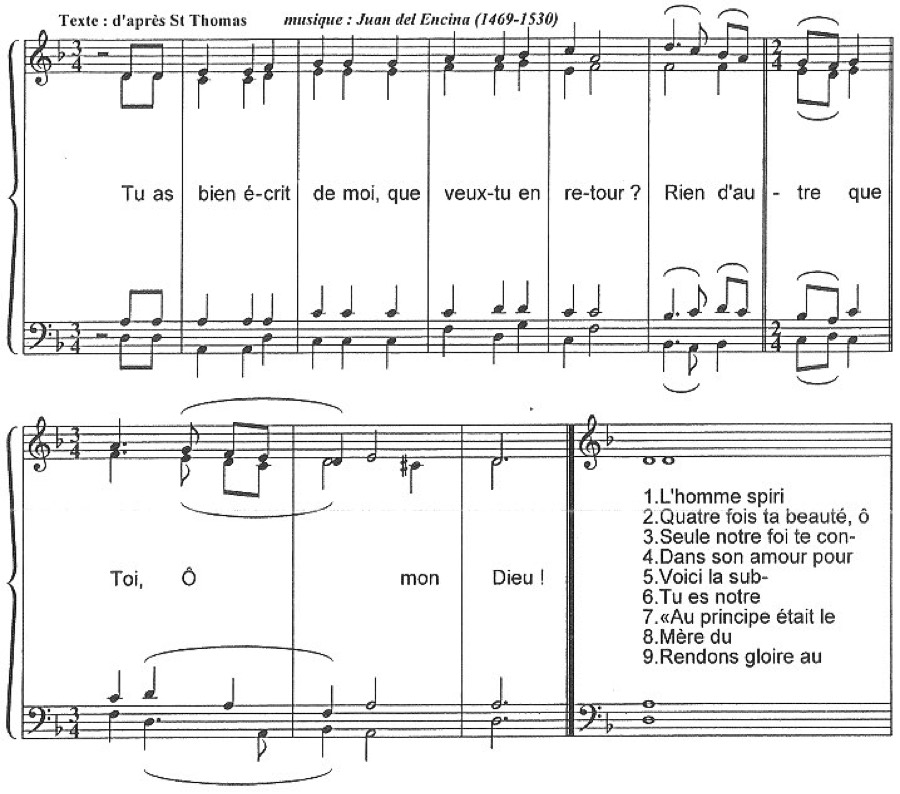 Texte : d'après St Thomas musique : Juan del Encina (1469-1530)
Tu as bien é-crit de moi, que veux-tu en re-tour ? Rien d'au - tre que
Toi, Ô mon Dieu !
1.L'homme spiri
2.Quatre fois ta beauté, ô
3.Seule notre foi te con-
4.Dans son amour pour
5.Voici la sub-
6.Tu es notre
7.«Au principe était le
8.Mère du
9.Rendons gloire au